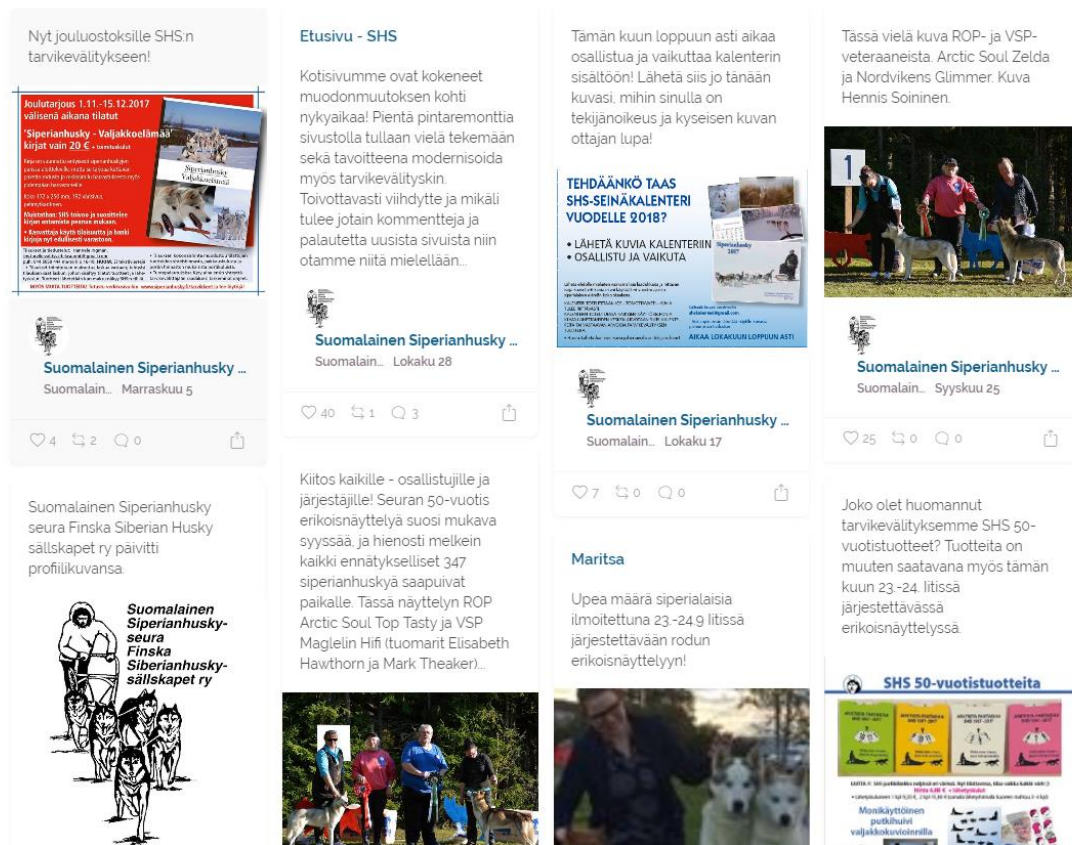 Nyt jouluostoksille SHS:n
tarvikevälitykseen!
Joulutarjous 1.11.-15.12.2017
välisenä aikana tilatut
'Siperianhusky - Valjakkoelämää'
kirjat vain 20 € + toimituskulut
Siperianhusky
Valjakkoelämää
Suomalainen Siperianhusky ...
Suomalain... Marraskuu 5
4 2 0
Suomalainen Siperianhusky
seura Finska Siberian Husky
sällskapet ry päivitti
profiilikuvansa.
Suomalainen
Siperianhusky-
seura
Finska
Siberianhusky-
sällskapet ry
Etusivu - SHS
Kotisivumme ovat kokeneet
muodonmuutoksen kohti
nykyaikaa! Pientä pintaremonttia
sivustolla tullaan vielä tekemään
sekä tavoitteena modernisoida
myös tarvikevälityskin.
Toivottavasti viihdytte ja mikäli
tulee jotain kommentteja ja
palautetta uusista sivuista niin
otamme niitä mielellään...
Suomalainen Siperianhusky ...
Suomalain... Lokaku 28
40 1 3
Kiitos kaikille - osallistujille ja
järjestäjille! Seuran 50-vuotis
erikoisnäyttelyä suosi mukava
syyssää, ja hienosti melkein
kaikki ennätykselliset 347
siperianhuskyä saapuivat
paikalle. Tässä näyttelyn ROP
Arctic Soul Top Tasty ja VSP
Maglelin Hifi (tuomarit Elisabeth
Hawthorn ja Mark Theaker)...
Tämän kuun loppuun asti aikaa
osallistua ja vaikuttaa kalenterin
sisältöön! Lähetä siis jo tänään
kuvasi, mihin sinulla on
tekijänoikeus ja kyseisen kuvan
ottajan lupa!
TEHDÄÄNKÖ TAAS
SHS-SEINÄKALENTERI
VUODELLE 2018?
• LÄHETÄ KUVIA KALENTERIIN
• OSALLISTU JA VAIKUTA
Siperianhusky
2017
AIKAA LOKAKUUN LOPPUUN ASTI
Suomalainen Siperianhusky ...
Suomalain... Lokaku 17
7 0 0
Maritsa
Upea määrä siperialaisia
ilmoitettuna 23.-24.9 Iitissä
järjestettävään rodun
erikoisnäyttelyyn!
Tässä vielä kuva ROP- ja VSP-
veteraaneista. Arctic Soul Zelda
ja Nordvikens Glimmer. Kuva
Hennis Soininen.
1
Suomalainen Siperianhusky ...
Suomalain... Syyskuu 25
25 0 0
Joko olet huomannut
tarvikevälityksemme SHS 50-
vuotistuotteet? Tuotteita on
muuten saatavana myös tämän
kuun 23.-24. Iitissä
järjestettävässä
erikoisnäyttelyssä.
SHS 50-vuotistuotteita
Monikäyttöinen
putkihuivi
valjakkokuvioinnilla